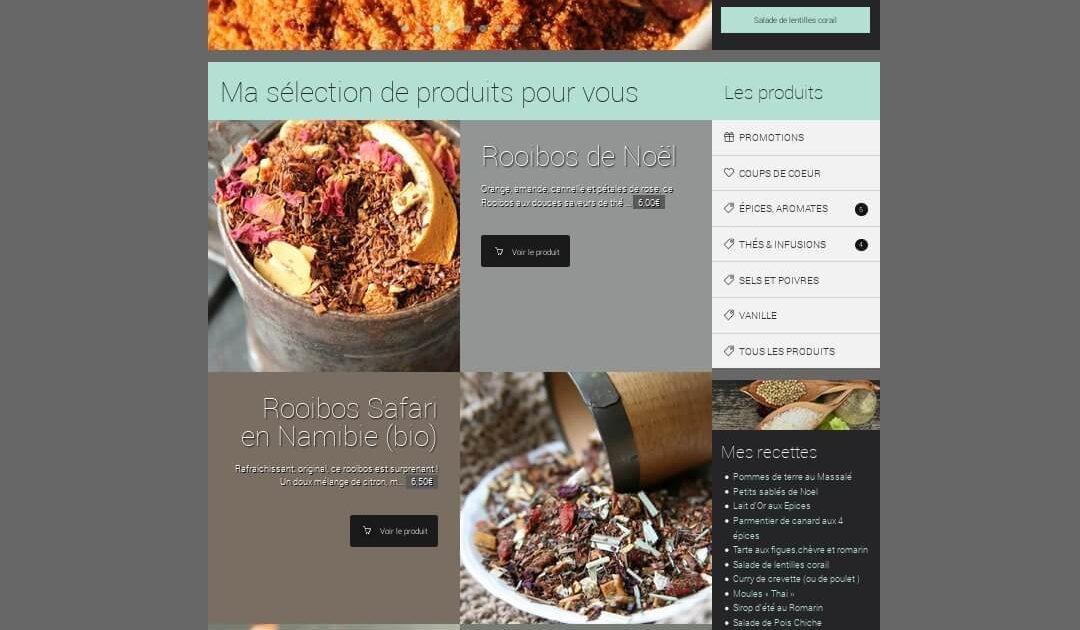 Salade de lentilles corail
Ma sélection de produits pour vous
Les produits
Rooibos de Noël
Orange, amande, cannelle et pétales de rose, ce
Rooibos aux douces saveurs de thé ... 6,00€
Voir le produit
PROMOTIONS
COUPS DE COEUR
ÉPICES, AROMATES 5
THÉS & INFUSIONS 4
SELS ET POIVRES
VANILLE
TOUS LES PRODUITS
Rooibos Safari
en Namibie (bio)
Rafraichissant, original, ce rooibos est surprenant !
Un doux mélange de citron, m... 6,50€
Voir le produit
Mes recettes
Pommes de terre au Massalé
Petits sablés de Noel
Lait d'Or aux Epices
Parmentier de canard aux 4
épices
Tarte aux figues,chèvre et romarin
Salade de lentilles corail
Curry de crevette (ou de poulet )
Moules « Thai »
Sirop d'été au Romarin
Salade de Pois Chiche